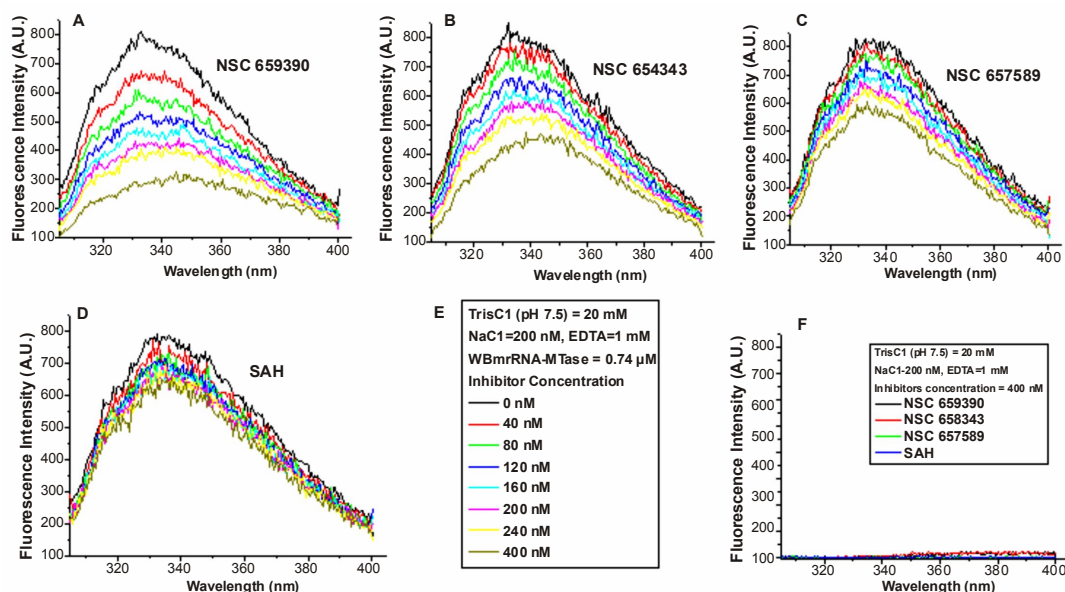 A
NSC 659390
Fluorescence Intensity (A.U.)
800
700
600
500
400
300
200
100
320 340 360 380 400
Wavelength (nm)
B
NSC 654343
Fluorescence Intensity (A.U.)
800
700
600
500
400
300
200
100
320 340 360 380 400
Wavelength (nm)
C
NSC 657589
Fluorescence Intensity (A.U.)
800
700
600
500
400
300
200
100
320 340 360 380 400
Wavelength (nm)
D
SAH
Fluorescence Intensity (A.U.)
800
700
600
500
400
300
200
100
320 340 360 380 400
Wavelength (nm)
E
TrisC1 (pH 7.5) = 20 mM
NaC1=200 nM, EDTA=1 mM
WBmrRNA-MTase = 0.74 µM
Inhibitor Concentration
0 nM
40 nM
80 nM
120 nM
160 nM
200 nM
240 nM
400 nM
F
TrisC1 (pH 7.5) = 20 mM
NaC1-200 nM, EDTA=1 mM
Inhibitors concentration = 400 nM
NSC 659390
NSC 658343
NSC 657589
SAH
Fluorescence Intensity (A.U.)
800
700
600
500
400
300
200
100
320 340 360 380 400
Wavelength (nm)